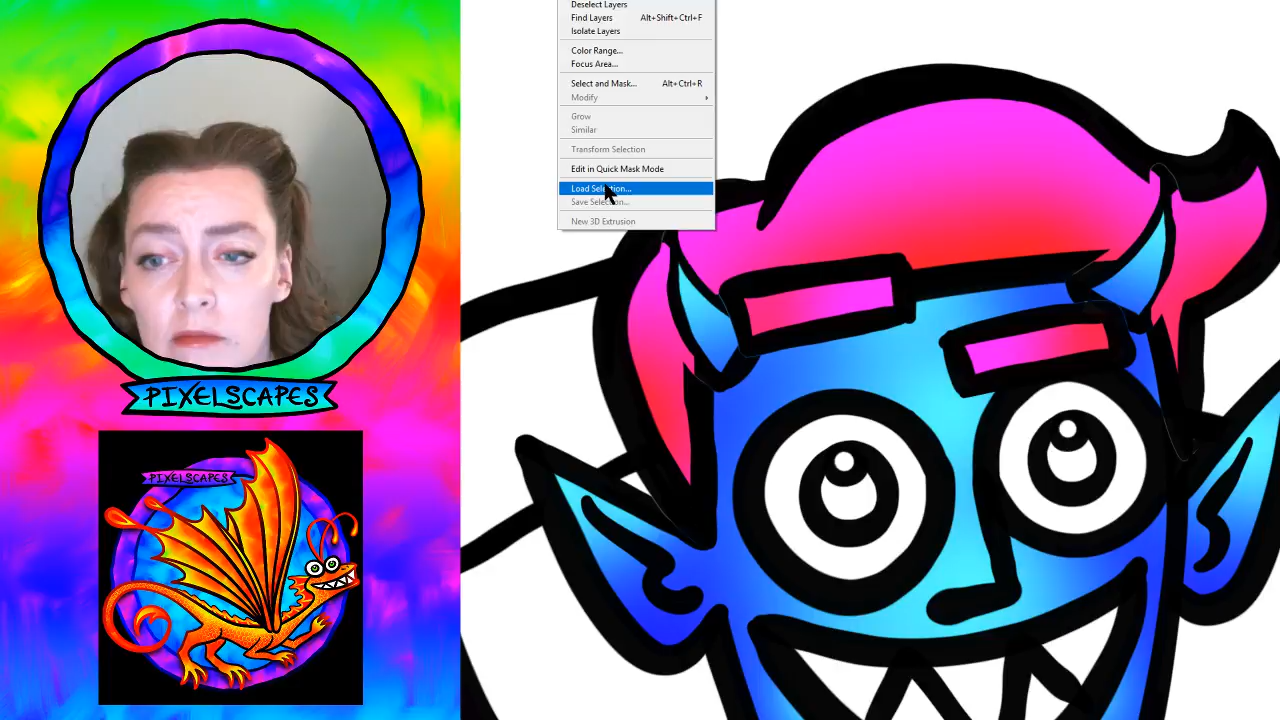 Deselect Layers
Find Layers Alt+Shift+Ctrl+F
Isolate Layers
Color Range...
Focus Area...
Select and Mask... Alt+Ctrl+R
Modify
Grow
Similar
Transform Selection
Edit in Quick Mask Mode
Load Selection...
Save Selection...
New 3D Extrusion
PIXELSCAPES
PIXELSCAPES